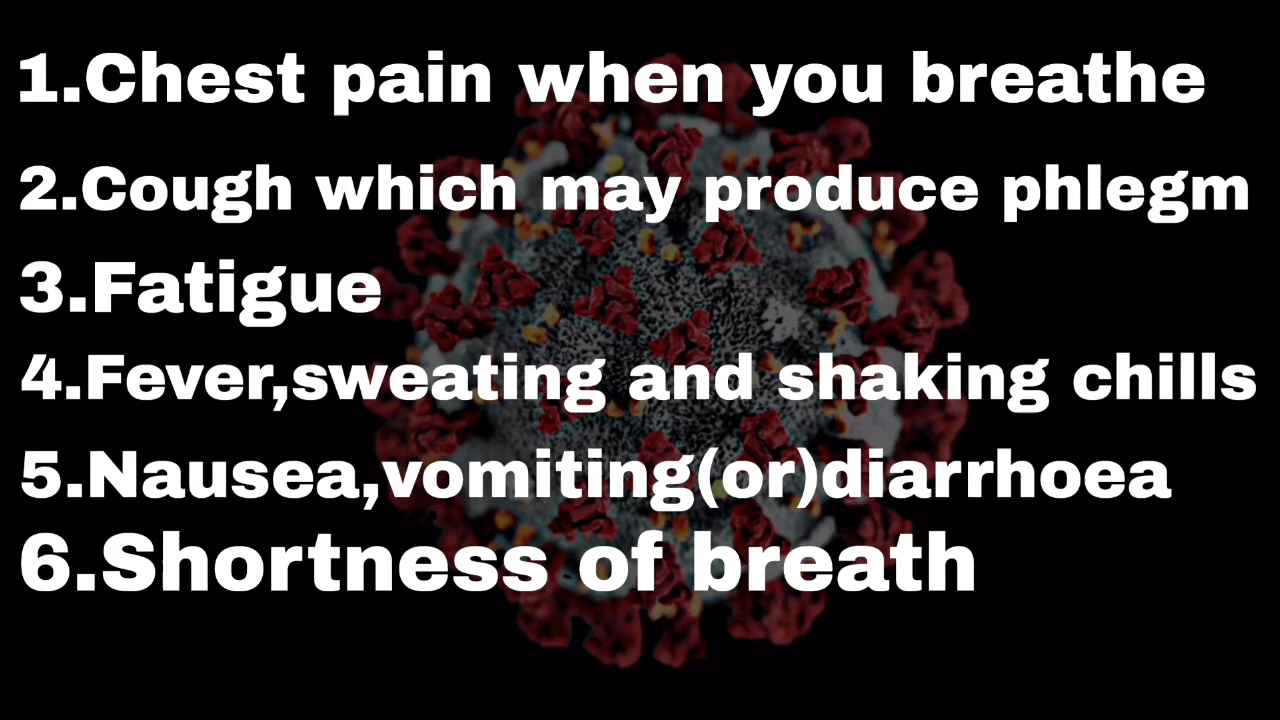 1.Chest pain when you breathe
2.Cough which may produce phlegm
3.Fatigue
4.Fever,sweating and shaking chills
5.Nausea,vomiting(or)diarrhoea
6.Shortness of breath